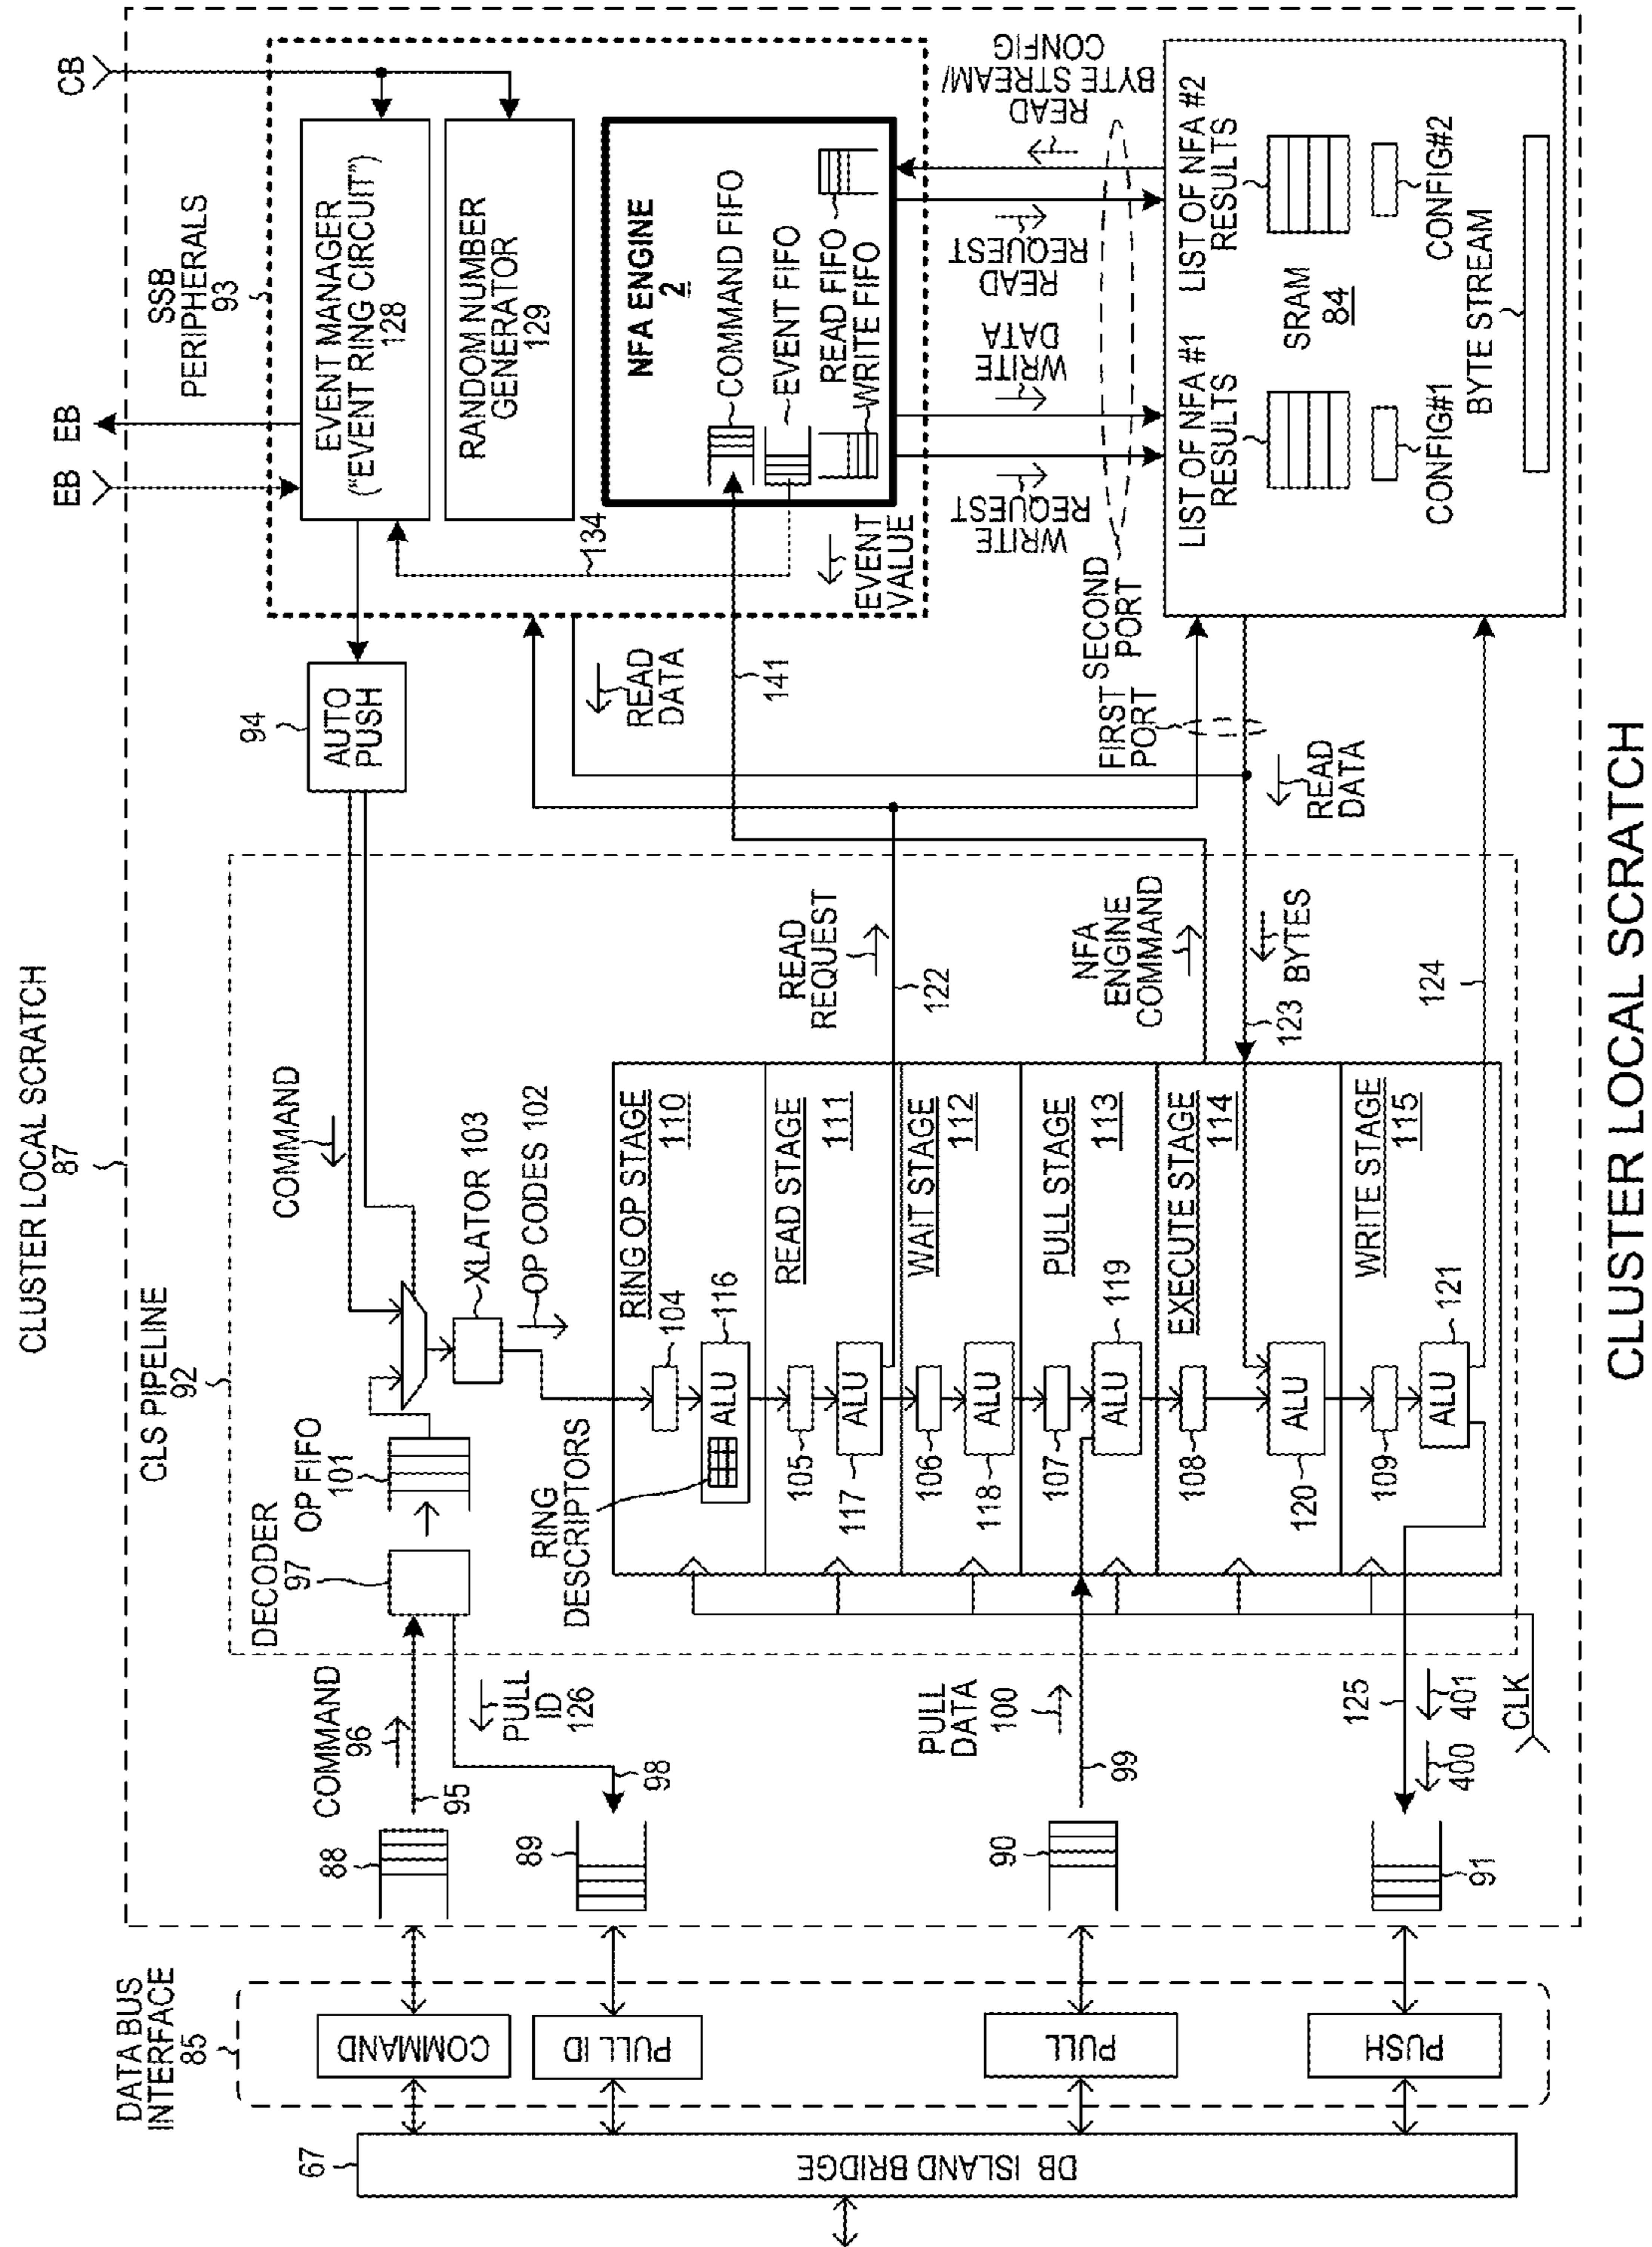 CLUSTER LOCAL SCRATCH
87
DATA BUS
INTERFACE
85
67
DB ISLAND BRIDGE
COMMAND
PULL ID
PULL
PUSH
88
COMMAND
96
95
89
PULL
ID
126
98
90
PULL
DATA
100
99
91
125
400
401
CLK
CLS PIPELINE
92
DECODER
97
OP FIFO
101
COMMAND
XLATOR 103
OP CODES 102
RING
DESCRIPTORS
RING OP STAGE
110
104
ALU
116
READ STAGE
111
105
ALU
117
WAIT STAGE
112
106
ALU
118
PULL STAGE
113
107
ALU
119
EXECUTE STAGE
114
108
ALU
120
WRITE STAGE
115
109
ALU
121
READ
REQUEST
122
NFA
ENGINE
COMMAND
BYTES
123
124
94
AUTO
PUSH
READ
DATA
141
FIRST
PORT
SECOND
PORT
READ
DATA
SSB
PERIPHERALS
93
EB
EB
CB
EVENT MANAGER
("EVENT RING CIRCUIT")
128
RANDOM NUMBER
GENERATOR
129
134
NFA ENGINE
2
COMMAND FIFO
EVENT FIFO
READ FIFO
WRITE FIFO
EVENT
VALUE
WRITE
REQUEST
WRITE
DATA
READ
REQUEST
READ
BYTE STREAM/
CONFIG
LIST OF NFA #1
RESULTS
LIST OF NFA #2
RESULTS
SRAM
84
CONFIG#1
CONFIG#2
BYTE STREAM
CLUSTER LOCAL SCRATCH